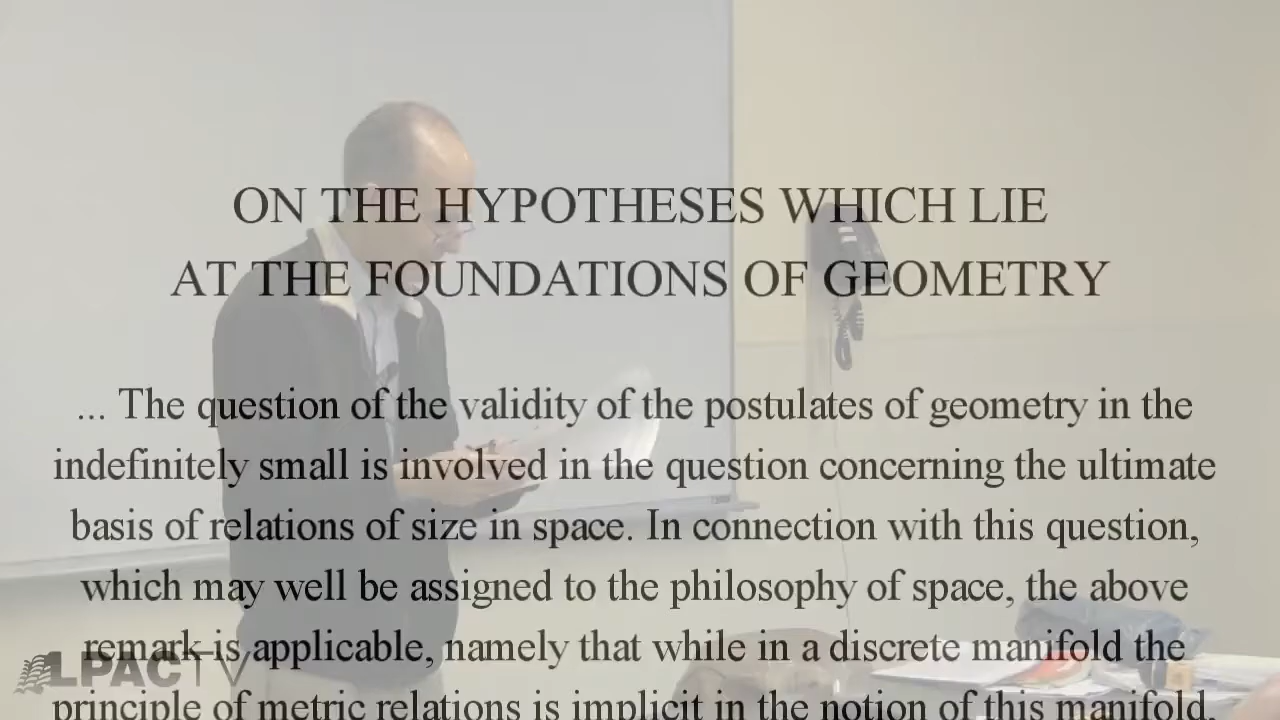 ON THE HYPOTHESES WHICH LIE
AT THE FOUNDATIONS OF GEOMETRY
... The question of the validity of the postulates of geometry in the
indefinitely small is involved in the question concerning the ultimate
basis of relations of size in space. In connection with this question,
which may well be assigned to the philosophy of space, the above
remark is applicable, namely that while in a discrete manifold the
LPACTV
principle of metric relations is implicit in the notion of this manifold,